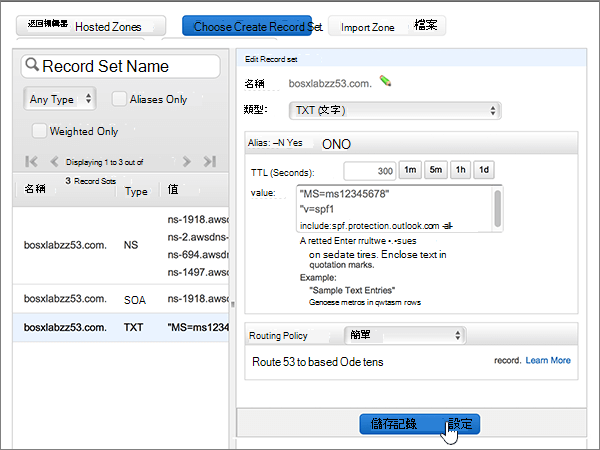 返回補編器 Hosted Zones
Choose Create Record Set
Import Zone 檔案
Record Set Name
Any Type
Aliases Only
Weighted Only
Displaying 1 to 3 out of
3 Record Sots
名稱 Type 值
bosxlabzz53.com. NS
ns-1918.awsd
ns-2.awsdns-
ns-694.awsdn
ns-1497.awsd
bosxlabzz53.com. SOA ns-1918.awsd
bosxlabzz53.com. TXT "MS=ms1234
Edit Record set
名稱 bosxlabzz53.com.
類型: TXT (文字)
Alias: –N Yes ONO
TTL (Seconds): 300 1m 5m 1h 1d
value: "MS=ms12345678"
"v=spf1
include:spf.protection.outlook.com -all-
A retted Enter rrultwe •. •sues
on sedate tires. Enclose text in
quotation marks.
Example:
"Sample Text Entries"
Genoese metros in qwtasm rows
Routing Policy 簡單
Route 53 to based Ode tens record. Learn More
儲存記錄 設定